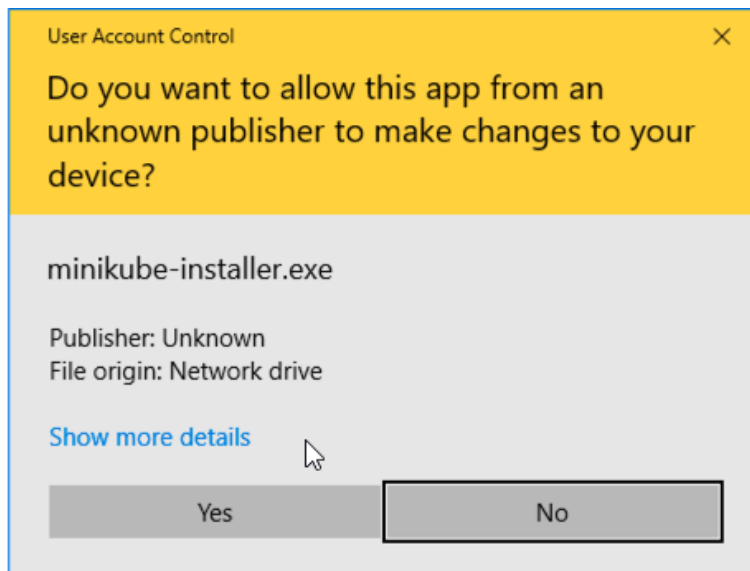 User Account Control
Do you want to allow this app from an
unknown publisher to make changes to your
device?
minikube-installer.exe
Publisher: Unknown
File origin: Network drive
Show more details
Yes
No